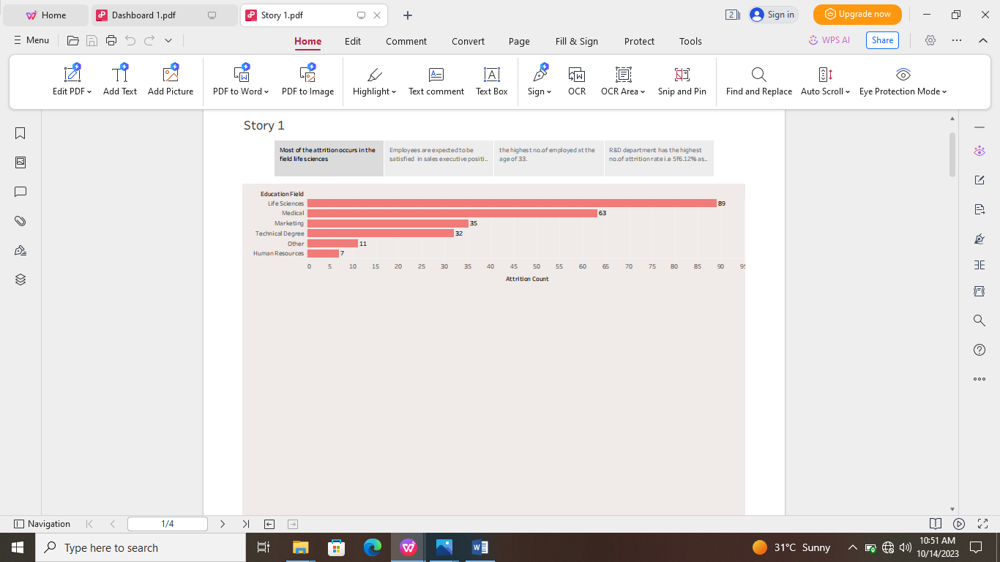 Home
Dashboard 1.pdf
Story 1.pdf
2
Sign in
Upgrade now
Menu
Home Edit Comment Convert Page Fill & Sign Protect Tools
WPS AI
Share
Edit PDF Add Text Add Picture PDF to Word PDF to Image Highlight Text comment Text Box Sign OCR OCR Area Snip and Pin Find and Replace Auto Scroll Eye Protection Mode
Story 1
Most of the attrition occurs in the
field life sciences
Employees are expected to be
satisfied in sales executive positi..
the highest no.of employed at the
age of 33.
R&D department has the highest
no.of attrition rate i.e 5f6.12% as..
Education Field
Life Sciences 89
Medical 63
Marketing 35
Technical Degree 32
Other 11
Human Resources 7
0 5 10 15 20 25 30 35 40 45 50 55 60 65 70 75 80 85 90 95
Attrition Count
Navigation
1/4
Type here to search
31°C Sunny
10:51 AM
10/14/2023